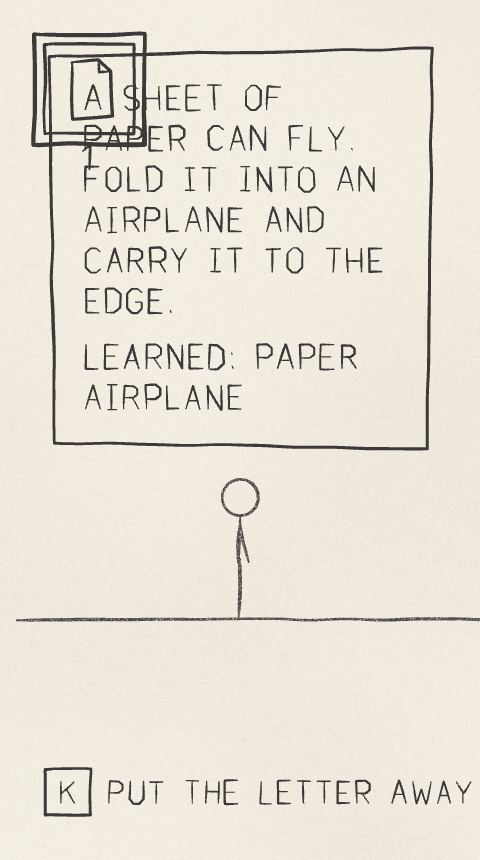 A SHEET OF
PAPER CAN FLY.
1
FOLD IT INTO AN
AIRPLANE AND
CARRY IT TO THE
EDGE.
LEARNED: PAPER
AIRPLANE
K PUT THE LETTER AWAY